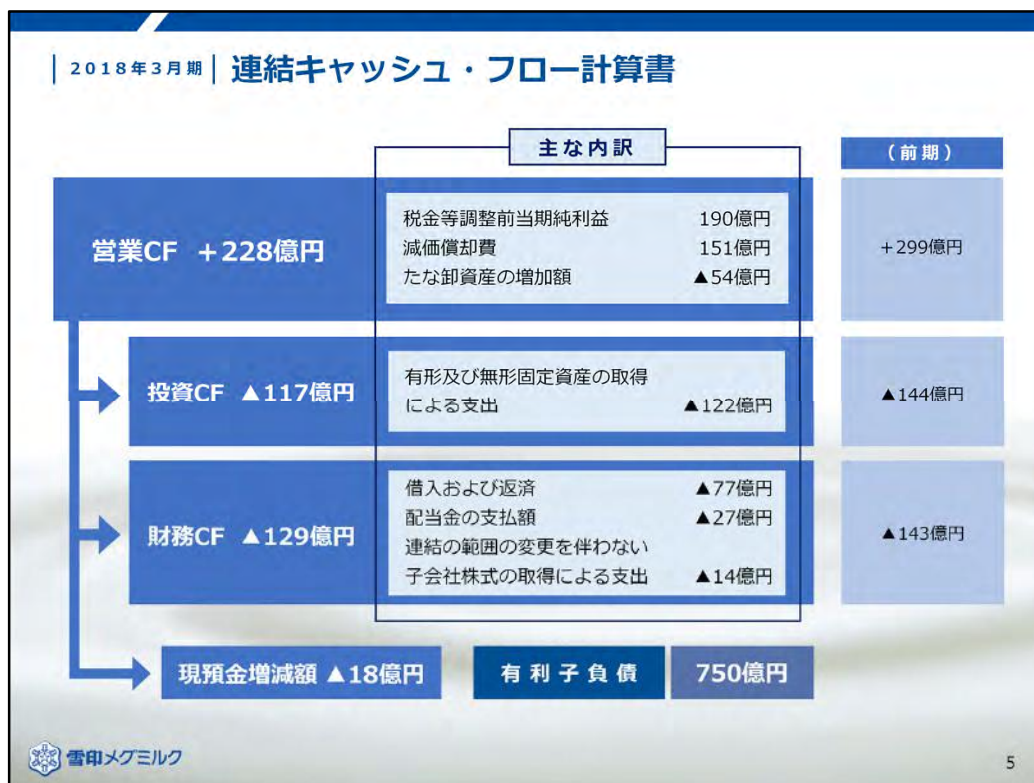 2018年3月期 連結キャッシュ・フロー計算書
主な内訳
(前期)
営業CF +228億円
税金等調整前当期純利益 190億円
減価償却費 151億円
たな卸資産の増加額 ▲54億円
+299億円
投資CF ▲117億円
有形及び無形固定資産の取得
による支出 ▲122億円
▲144億円
財務CF ▲129億円
借入および返済 ▲77億円
配当金の支払額 ▲27億円
連結の範囲の変更を伴わない
子会社株式の取得による支出 ▲14億円
▲143億円
現預金増減額 ▲18億円
有利子負債 750億円
雪印メグミルク
5